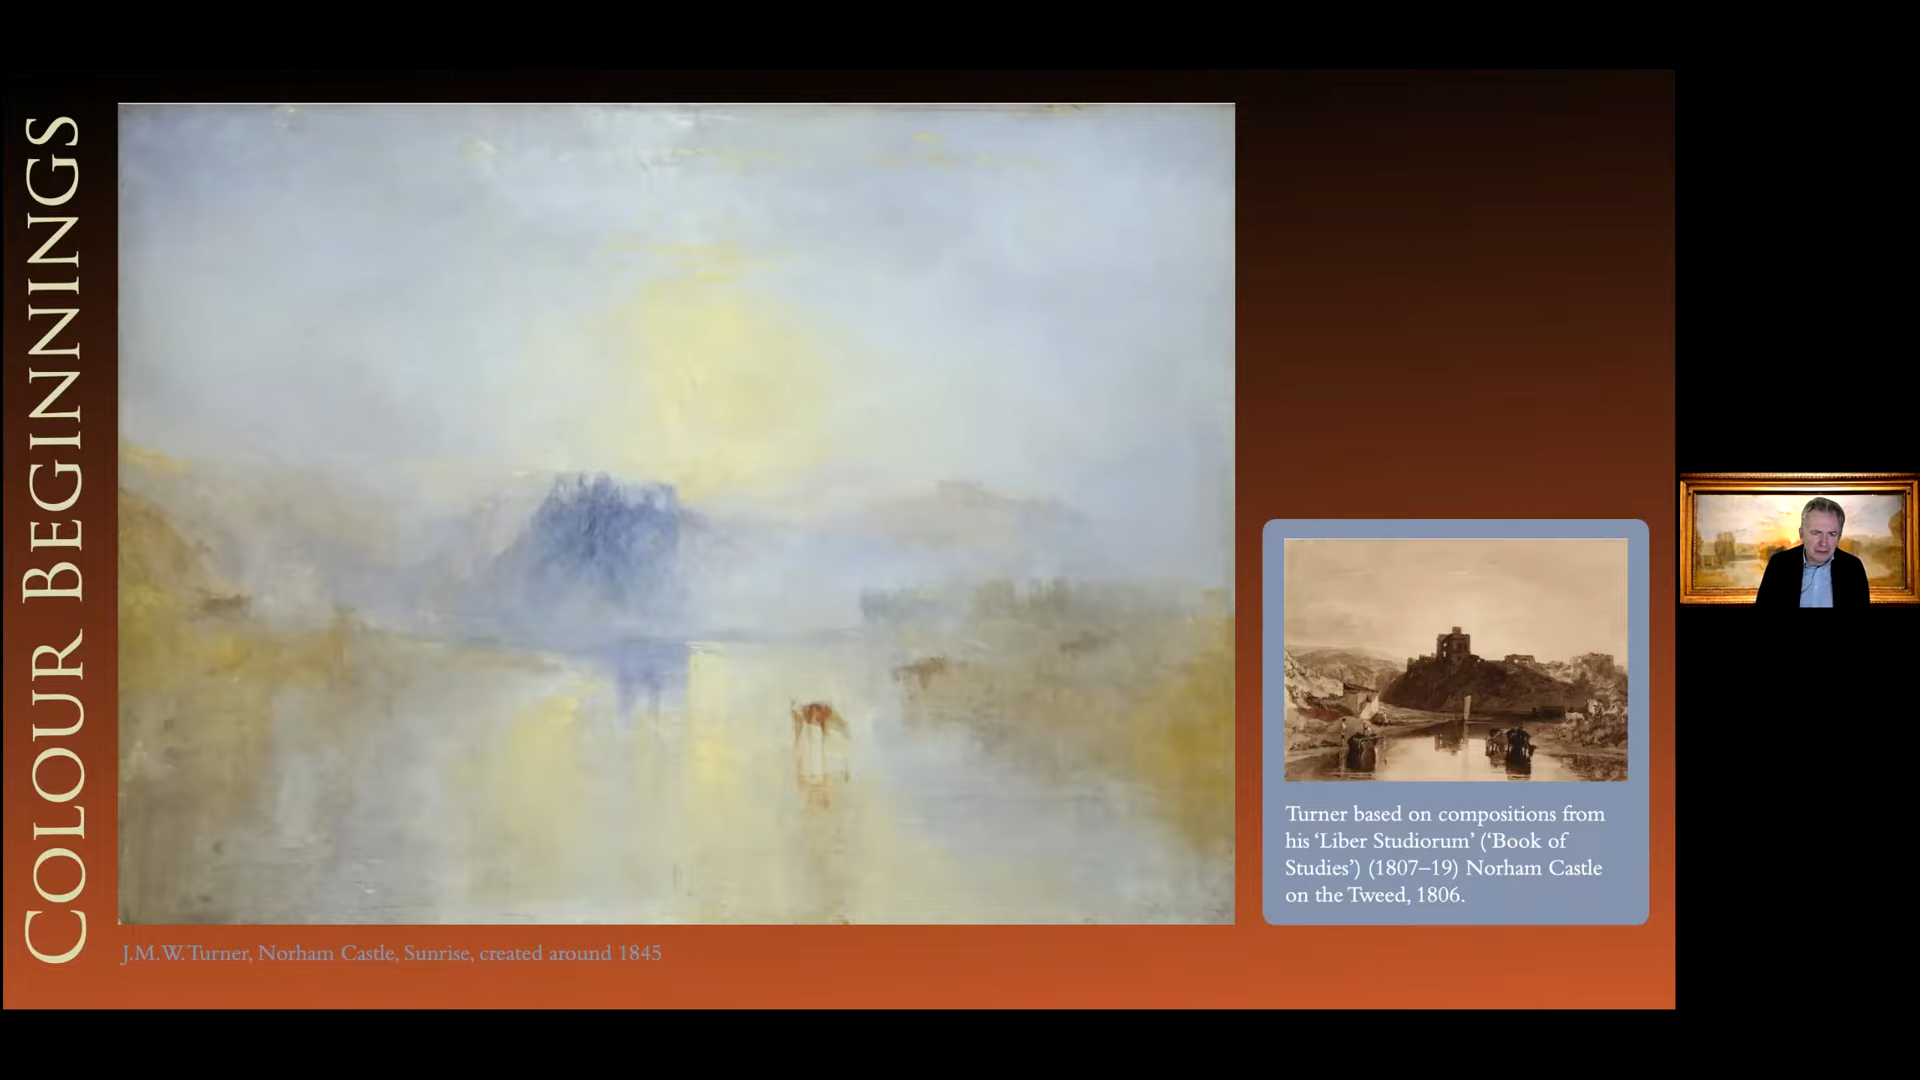 COLOUR BEGINNINGS
J.M.W. Turner, Norham Castle, Sunrise, created around 1845
Turner based on compositions from
his ‘Liber Studiorum’ (‘Book of
Studies’) (1807–19) Norham Castle
on the Tweed, 1806.